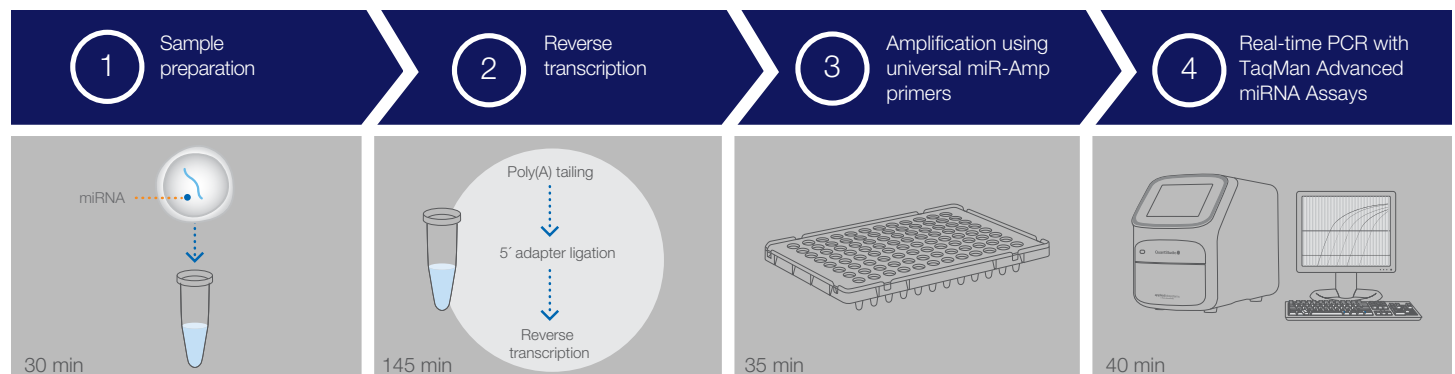 1
Sample
preparation
2
Reverse
transcription
3
Amplification using
universal miR-Amp
primers
4
Real-time PCR with
TaqMan Advanced
miRNA Assays
miRNA
30 min
Poly(A) tailing
5´ adapter ligation
Reverse
transcription
145 min
35 min
40 min